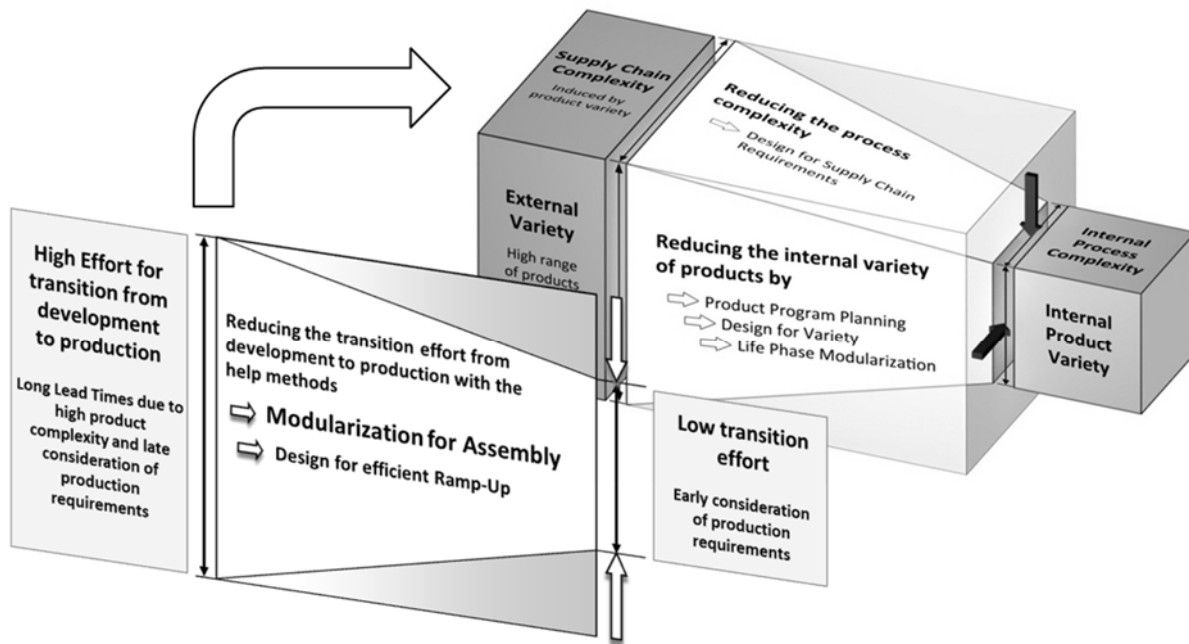 Supply Chain
Complexity
Induced by
product variety
Reducing the process
complexity
Design for Supply Chain
Requirements
External
Variety
High range
of products
Reducing the internal variety
of products by
Product Program Planning
Design for Variety
Life Phase Modularization
Internal
Process
Complexity
Internal
Product
Variety
High Effort for
transition from
development
to production
Long Lead Times due to
high product
complexity and late
consideration of
production
requirements
Reducing the transition effort from
development to production with the
help methods
Modularization for Assembly
Design for efficient Ramp-Up
Low transition
effort
Early consideration
of production
requirements